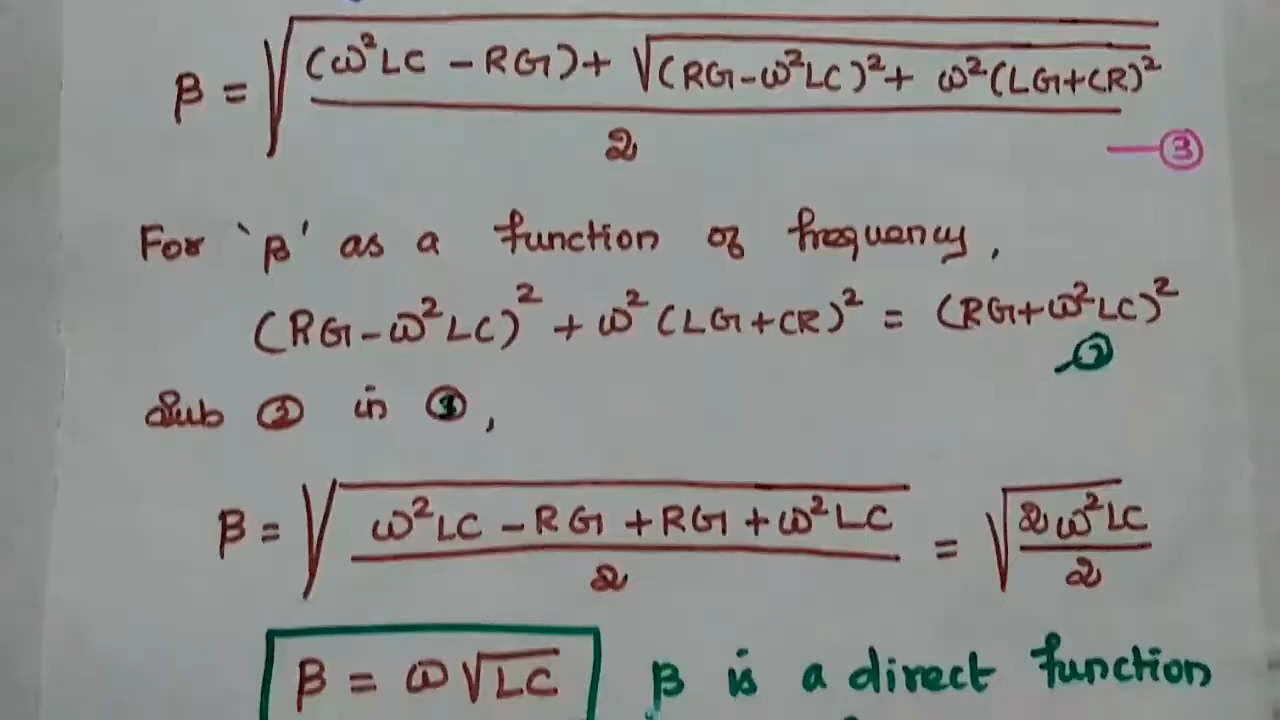 β = √((ω²LC - RG) + √((RG - ω²LC)² + ω²(LG + CR)²) / 2) — ③
For 'β' as a function of frequency,
(RG - ω²LC)² + ω²(LG + CR)² = (RG + ω²LC)²
Sub ② in ③,
β = √((ω²LC - RG + RG + ω²LC) / 2) = √(2ω²LC / 2)
β = ω√LC β is a direct function